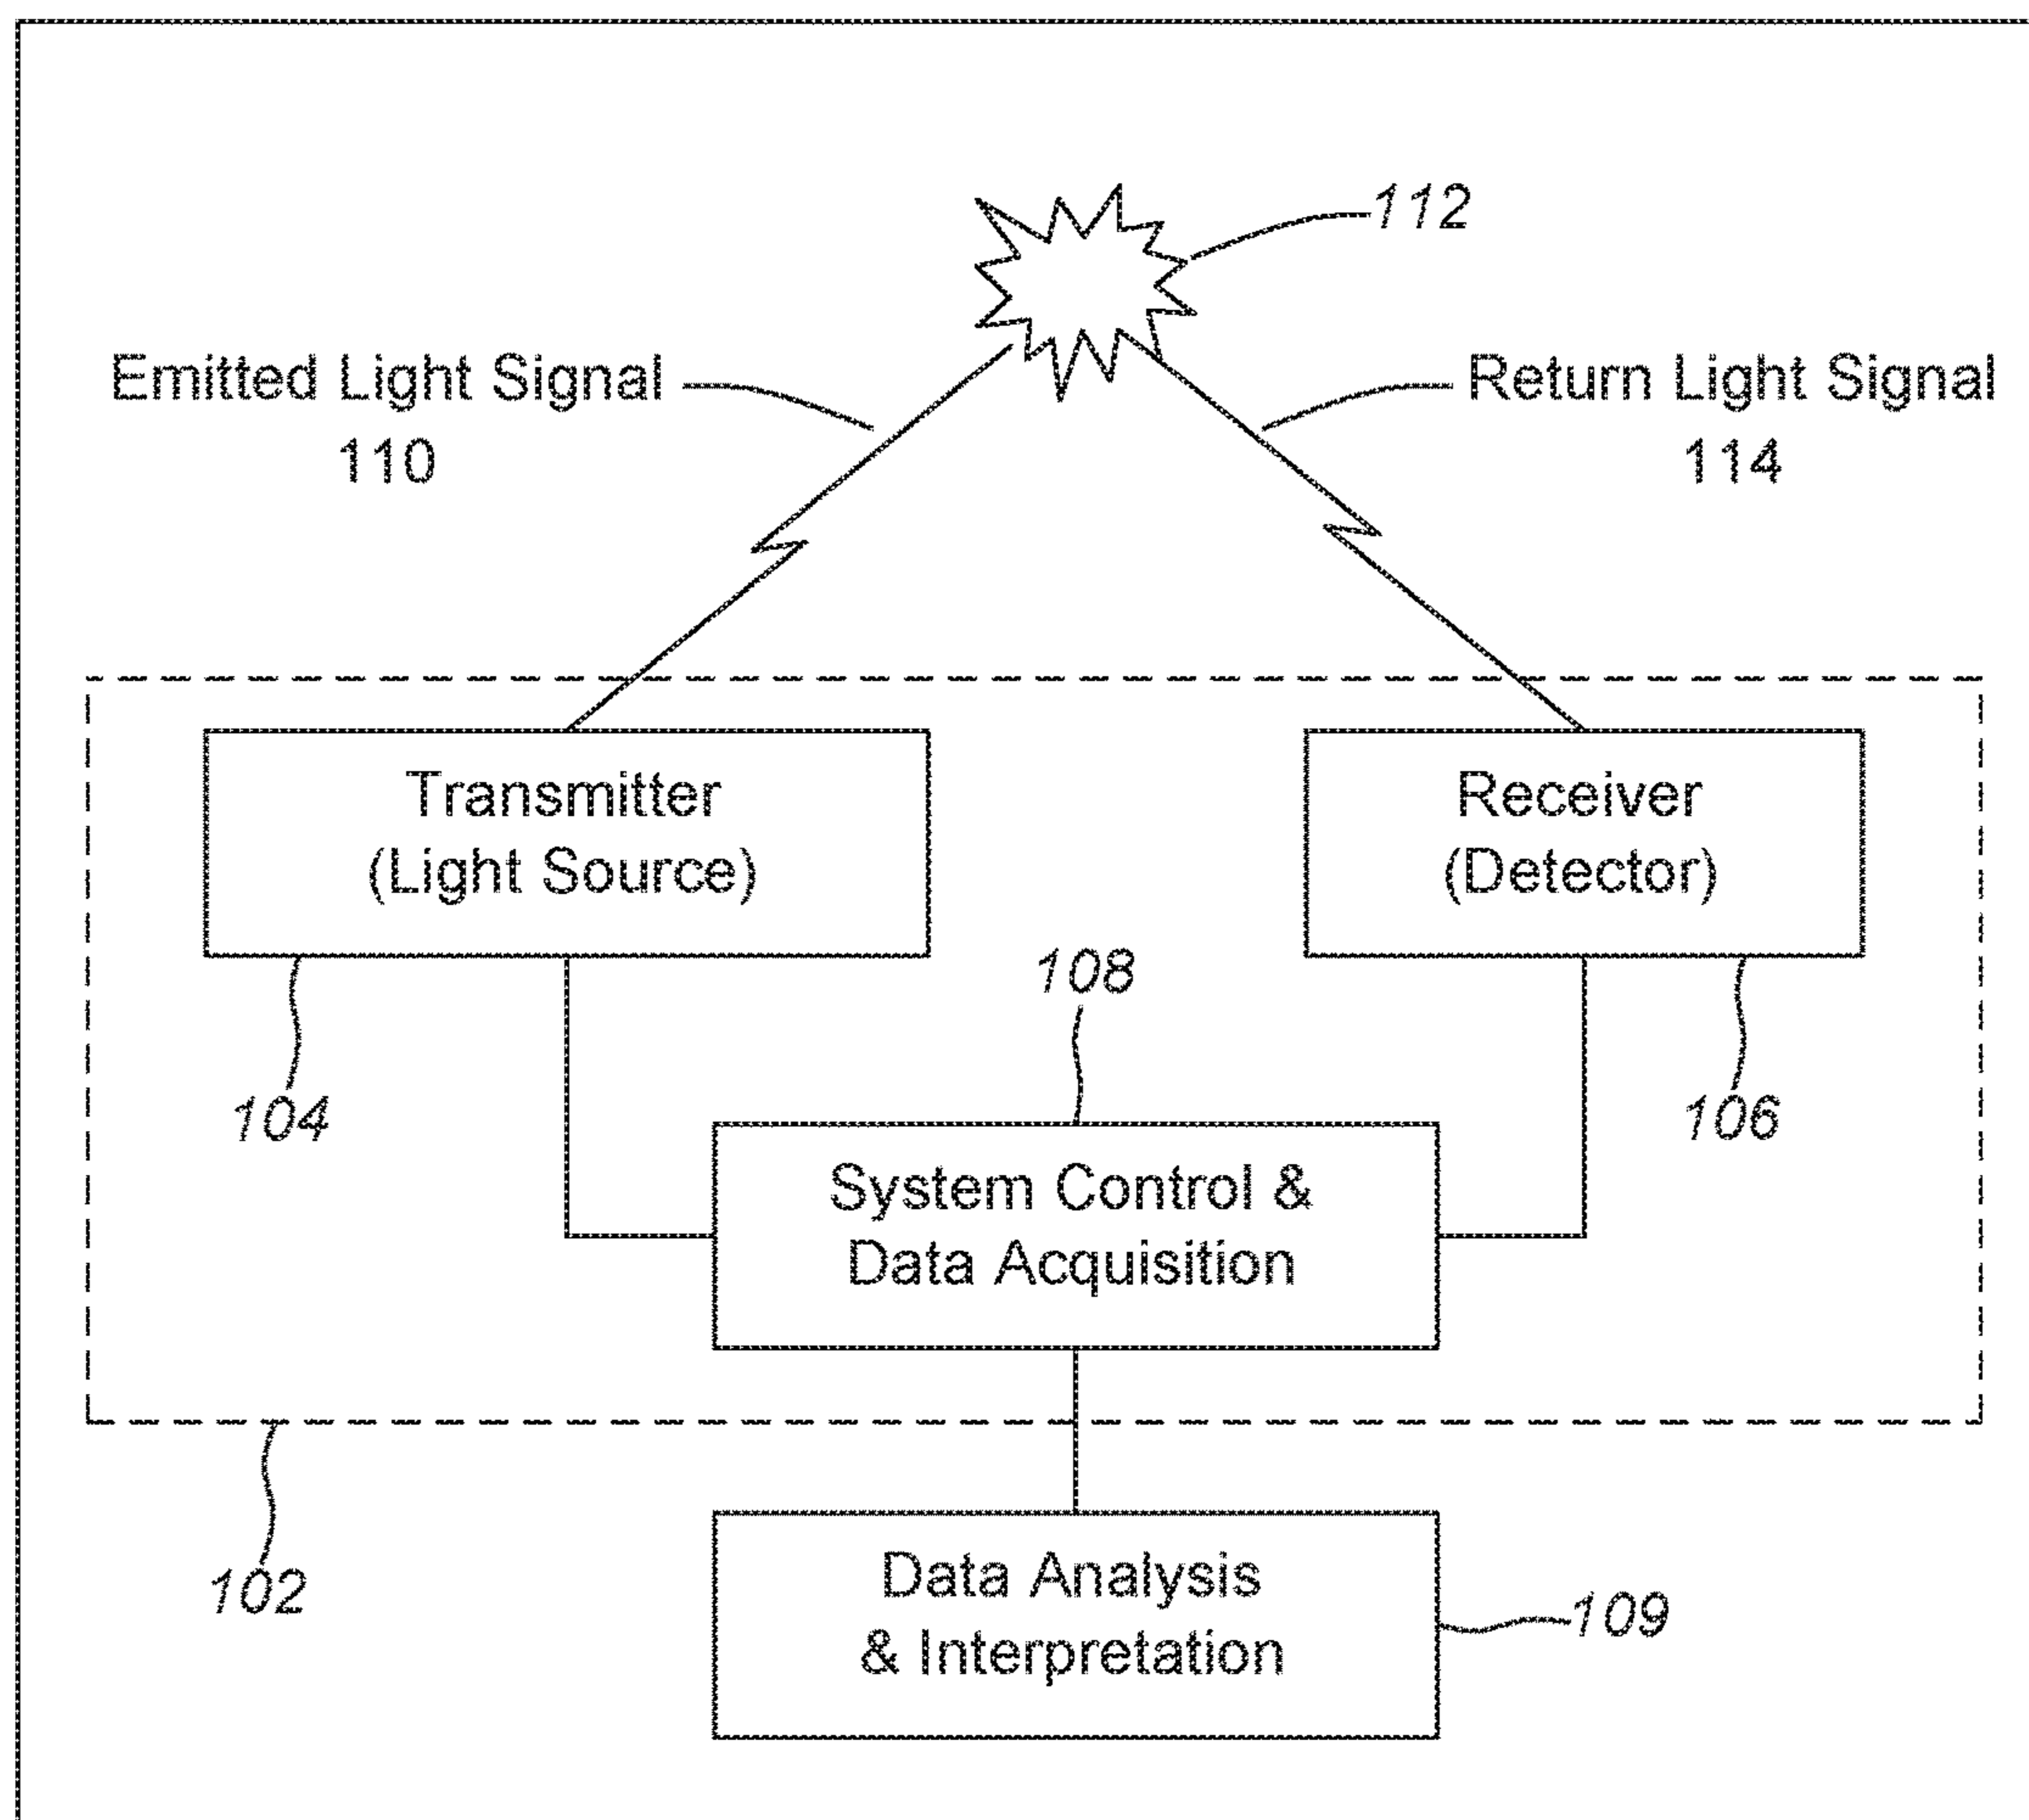 112
Emitted Light Signal
110
Return Light Signal
114
Transmitter
(Light Source)
Receiver
(Detector)
108
104
106
System Control &
Data Acquisition
102
Data Analysis
& Interpretation
109